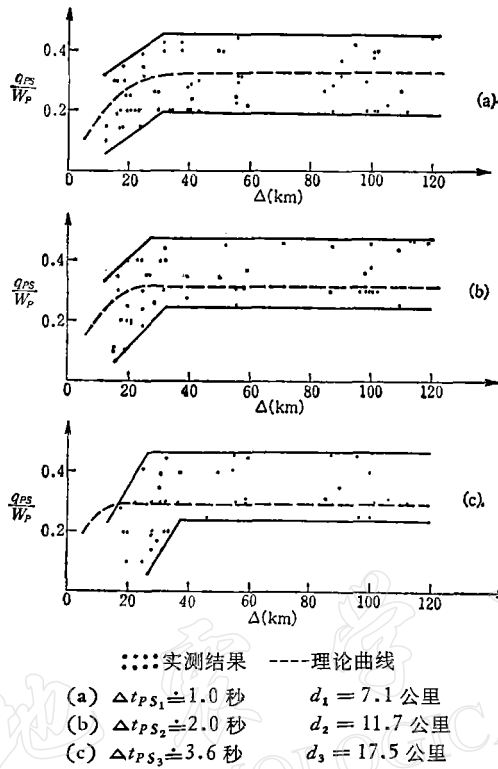 0.4
q_PS
W_P
0.2
(a)
0 20 40 60 80 100 120
Δ(km)
0.4
q_PS
W_P
0.2
(b)
0 20 40 60 80 100 120
Δ(km)
0.4
q_PS
W_P
0.2
(c)
0 20 40 60 80 100 120
Δ(km)
实测结果 ----理论曲线
(a) Δt_PS₁≐1.0 秒 d₁ = 7.1 公里
(b) Δt_PS₂≐2.0 秒 d₂ = 11.7 公里
(c) Δt_PS₃≐3.6 秒 d₃ = 17.5 公里